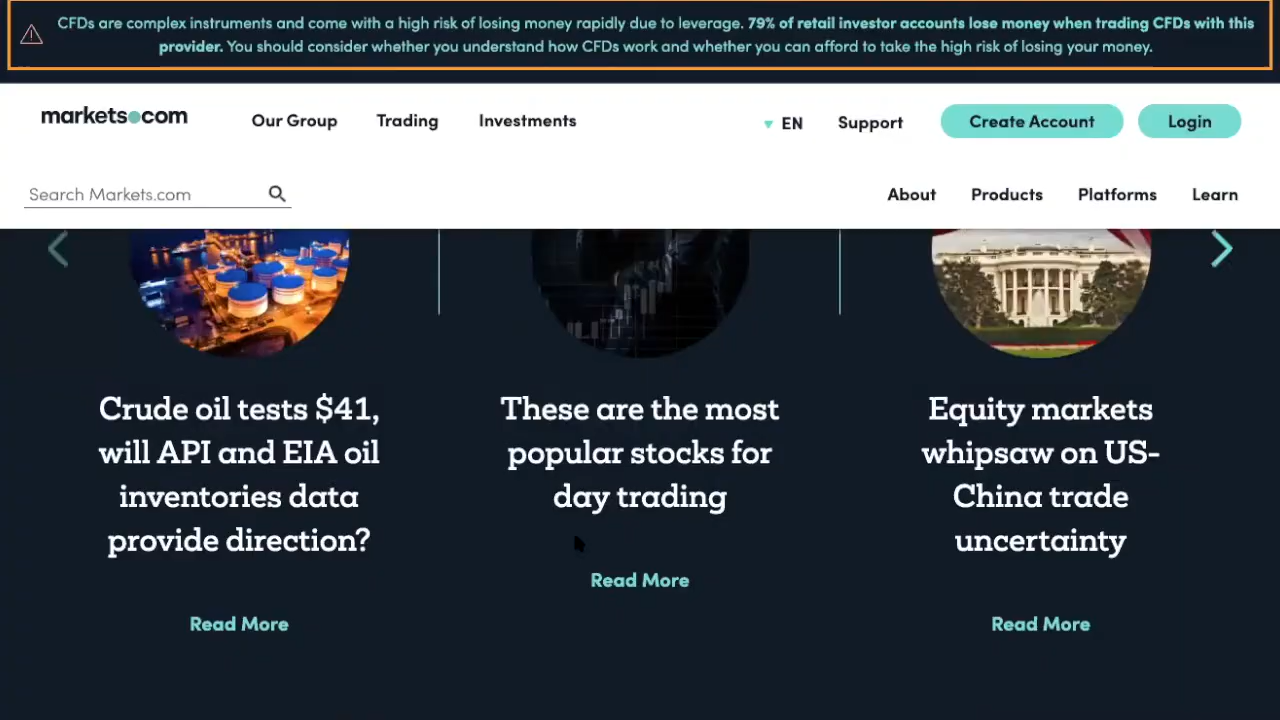 CFDs are complex instruments and come with a high risk of losing money rapidly due to leverage. 79% of retail investor accounts lose money when trading CFDs with this
provider. You should consider whether you understand how CFDs work and whether you can afford to take the high risk of losing your money.
markets.com
Our Group
Trading
Investments
EN
Support
Create Account
Login
Search Markets.com
About
Products
Platforms
Learn
Crude oil tests $41,
will API and EIA oil
inventories data
provide direction?
Read More
These are the most
popular stocks for
day trading
Read More
Equity markets
whipsaw on US-
China trade
uncertainty
Read More